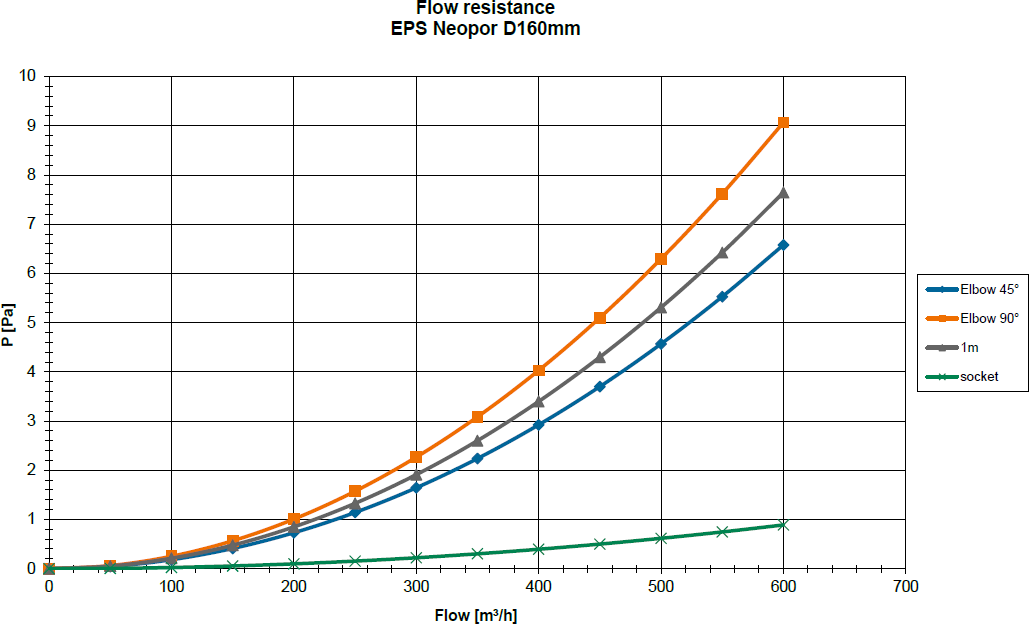 Flow resistance
EPS Neopor D160mm
10
9
8
7
6
5
4
3
2
1
0
P [Pa]
0 100 200 300 400 500 600 700
Flow [m³/h]
Elbow 45°
Elbow 90°
1m
socket